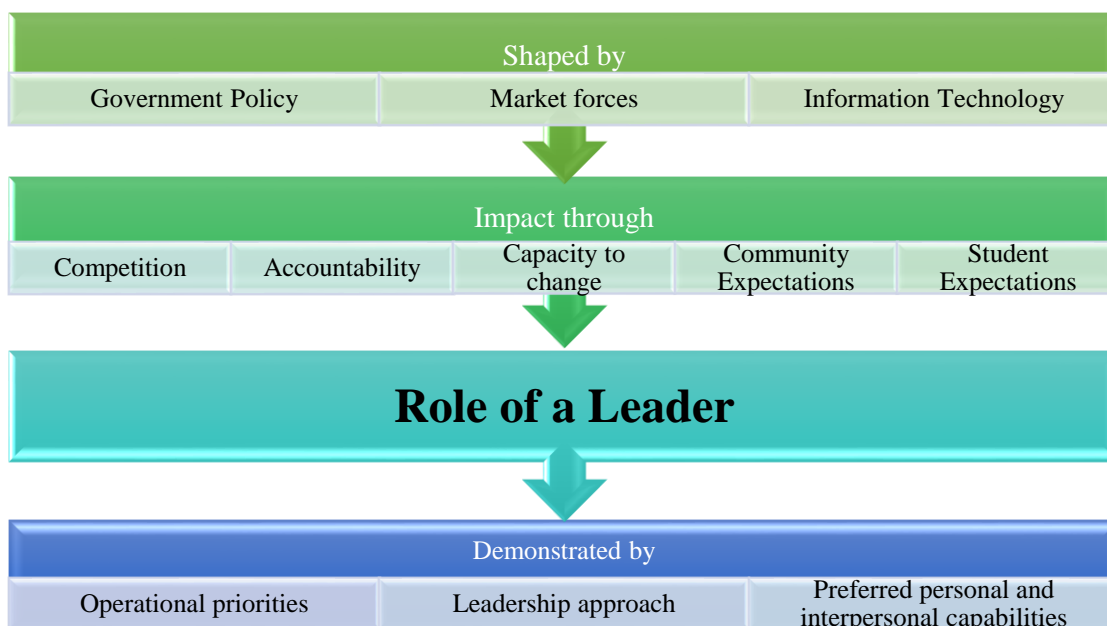 Shaped by
Government Policy
Market forces
Information Technology
Impact through
Competition
Accountability
Capacity to
change
Community
Expectations
Student
Expectations
Role of a Leader
Demonstrated by
Operational priorities
Leadership approach
Preferred personal and
interpersonal capabilities